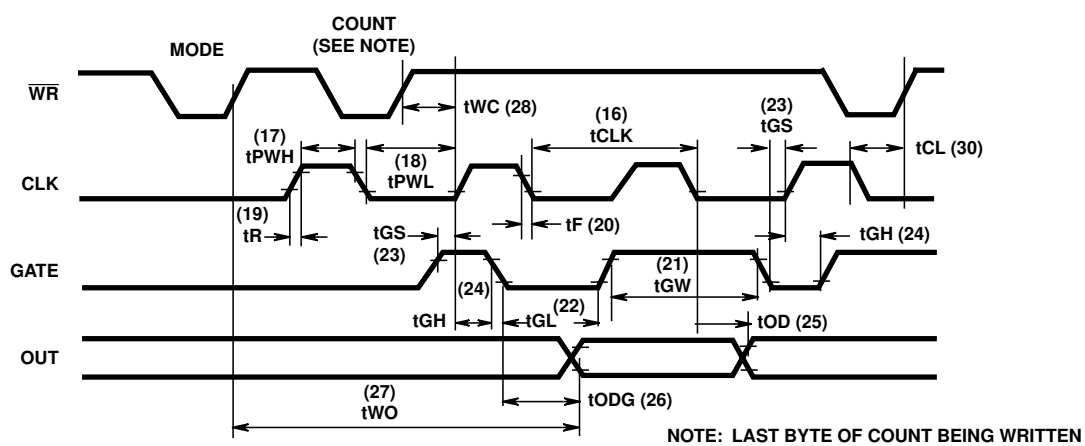 COUNT
(SEE NOTE)
MODE
WR
tWC (28)
(23)
tGS
(16)
tCLK
(17)
tPWH
(18)
tPWL
tCL (30)
CLK
(19)
tR
tGS
(23)
tF (20)
tGH (24)
GATE
(24)
tGH
(22)
tGL
(21)
tGW
tOD (25)
OUT
(27)
tWO
tODG (26)
NOTE: LAST BYTE OF COUNT BEING WRITTEN